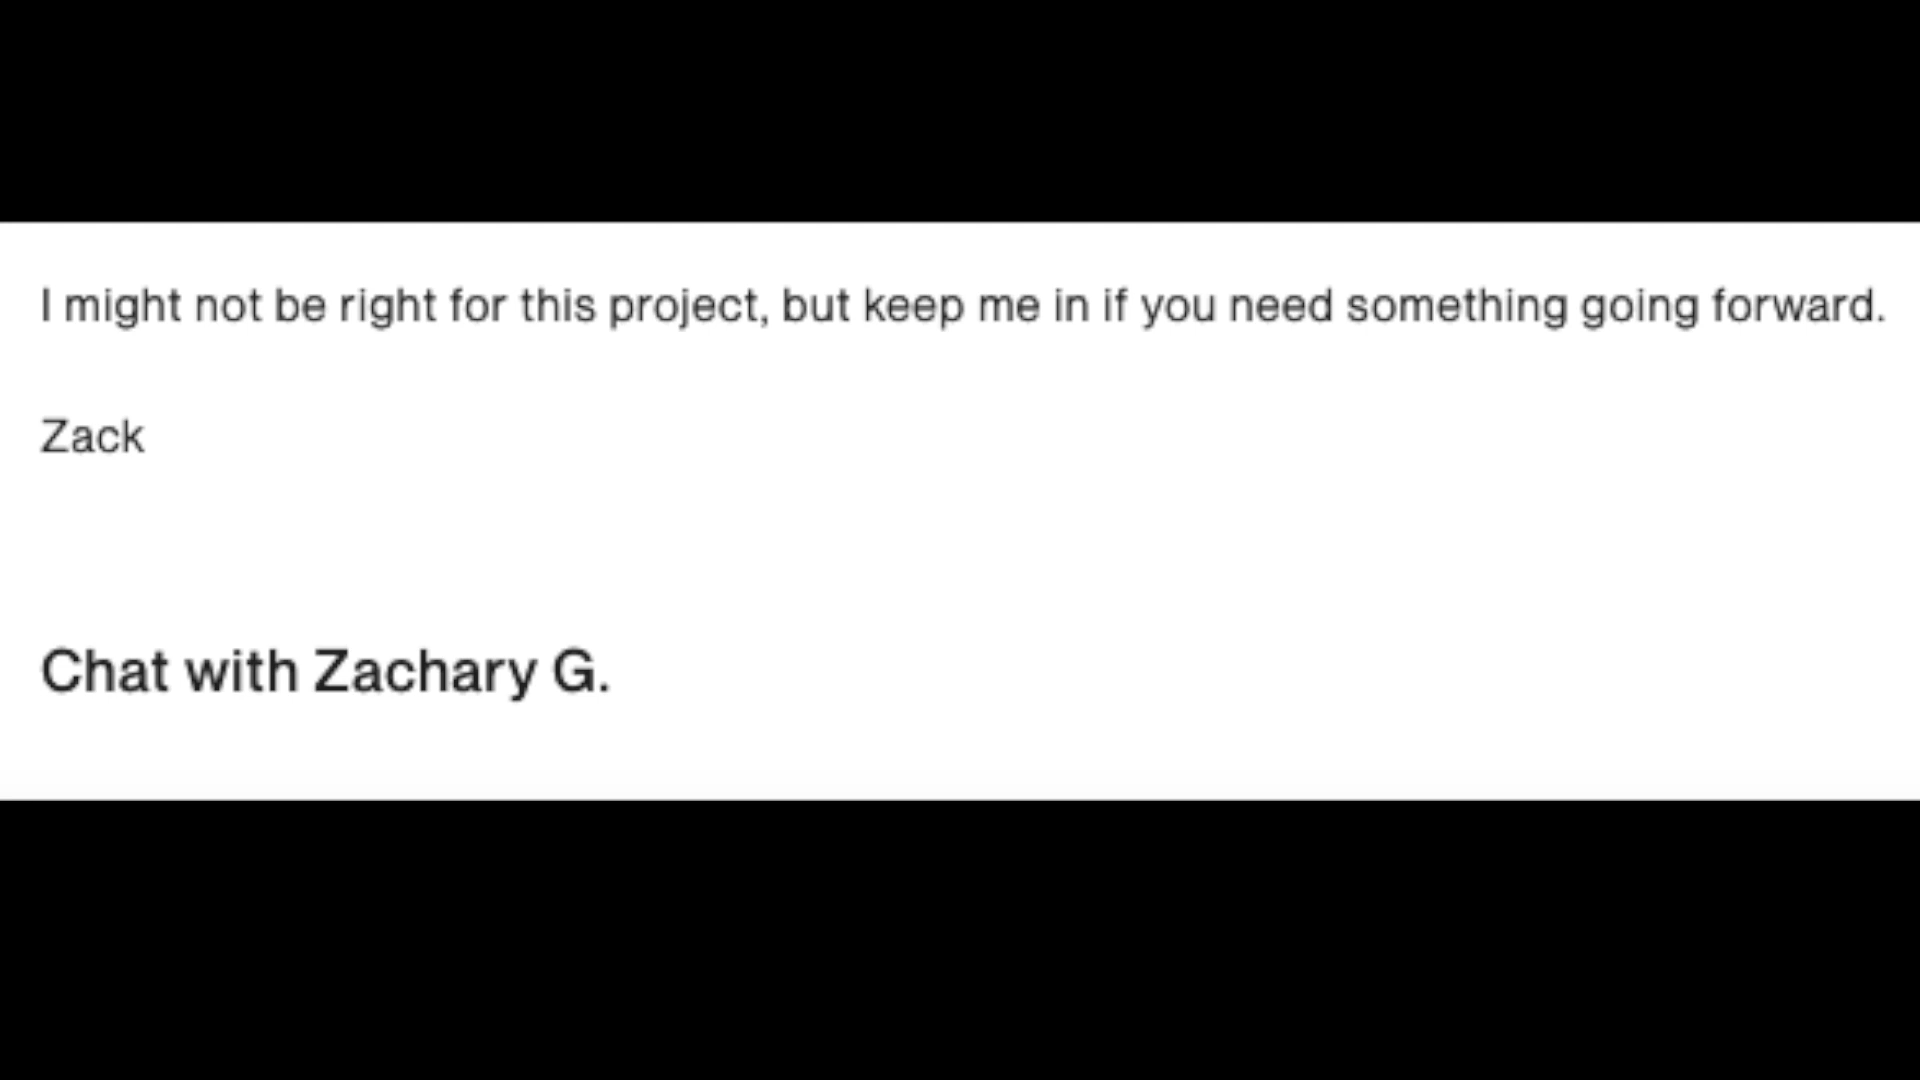 I might not be right for this project, but keep me in if you need something going forward.
Zack
Chat with Zachary G.